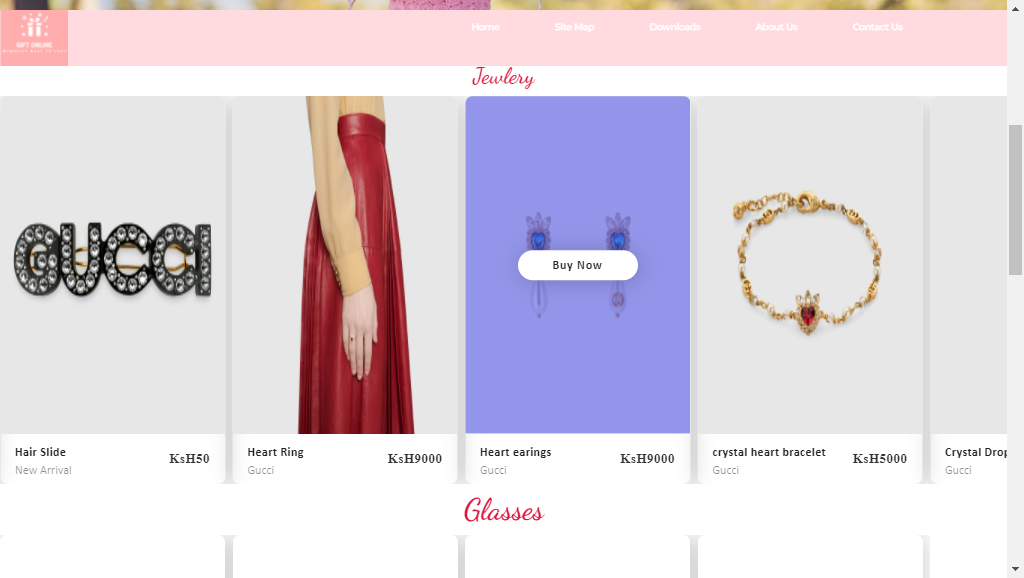 GIFT ONLINE
Home
Site Map
Downloads
About Us
Contact Us
Jewlery
GUCCI
Buy Now
Hair Slide
New Arrival
KsH50
Heart Ring
Gucci
KsH9000
Heart earings
Gucci
KsH9000
crystal heart bracelet
Gucci
KsH5000
Crystal Drop
Gucci
Glasses